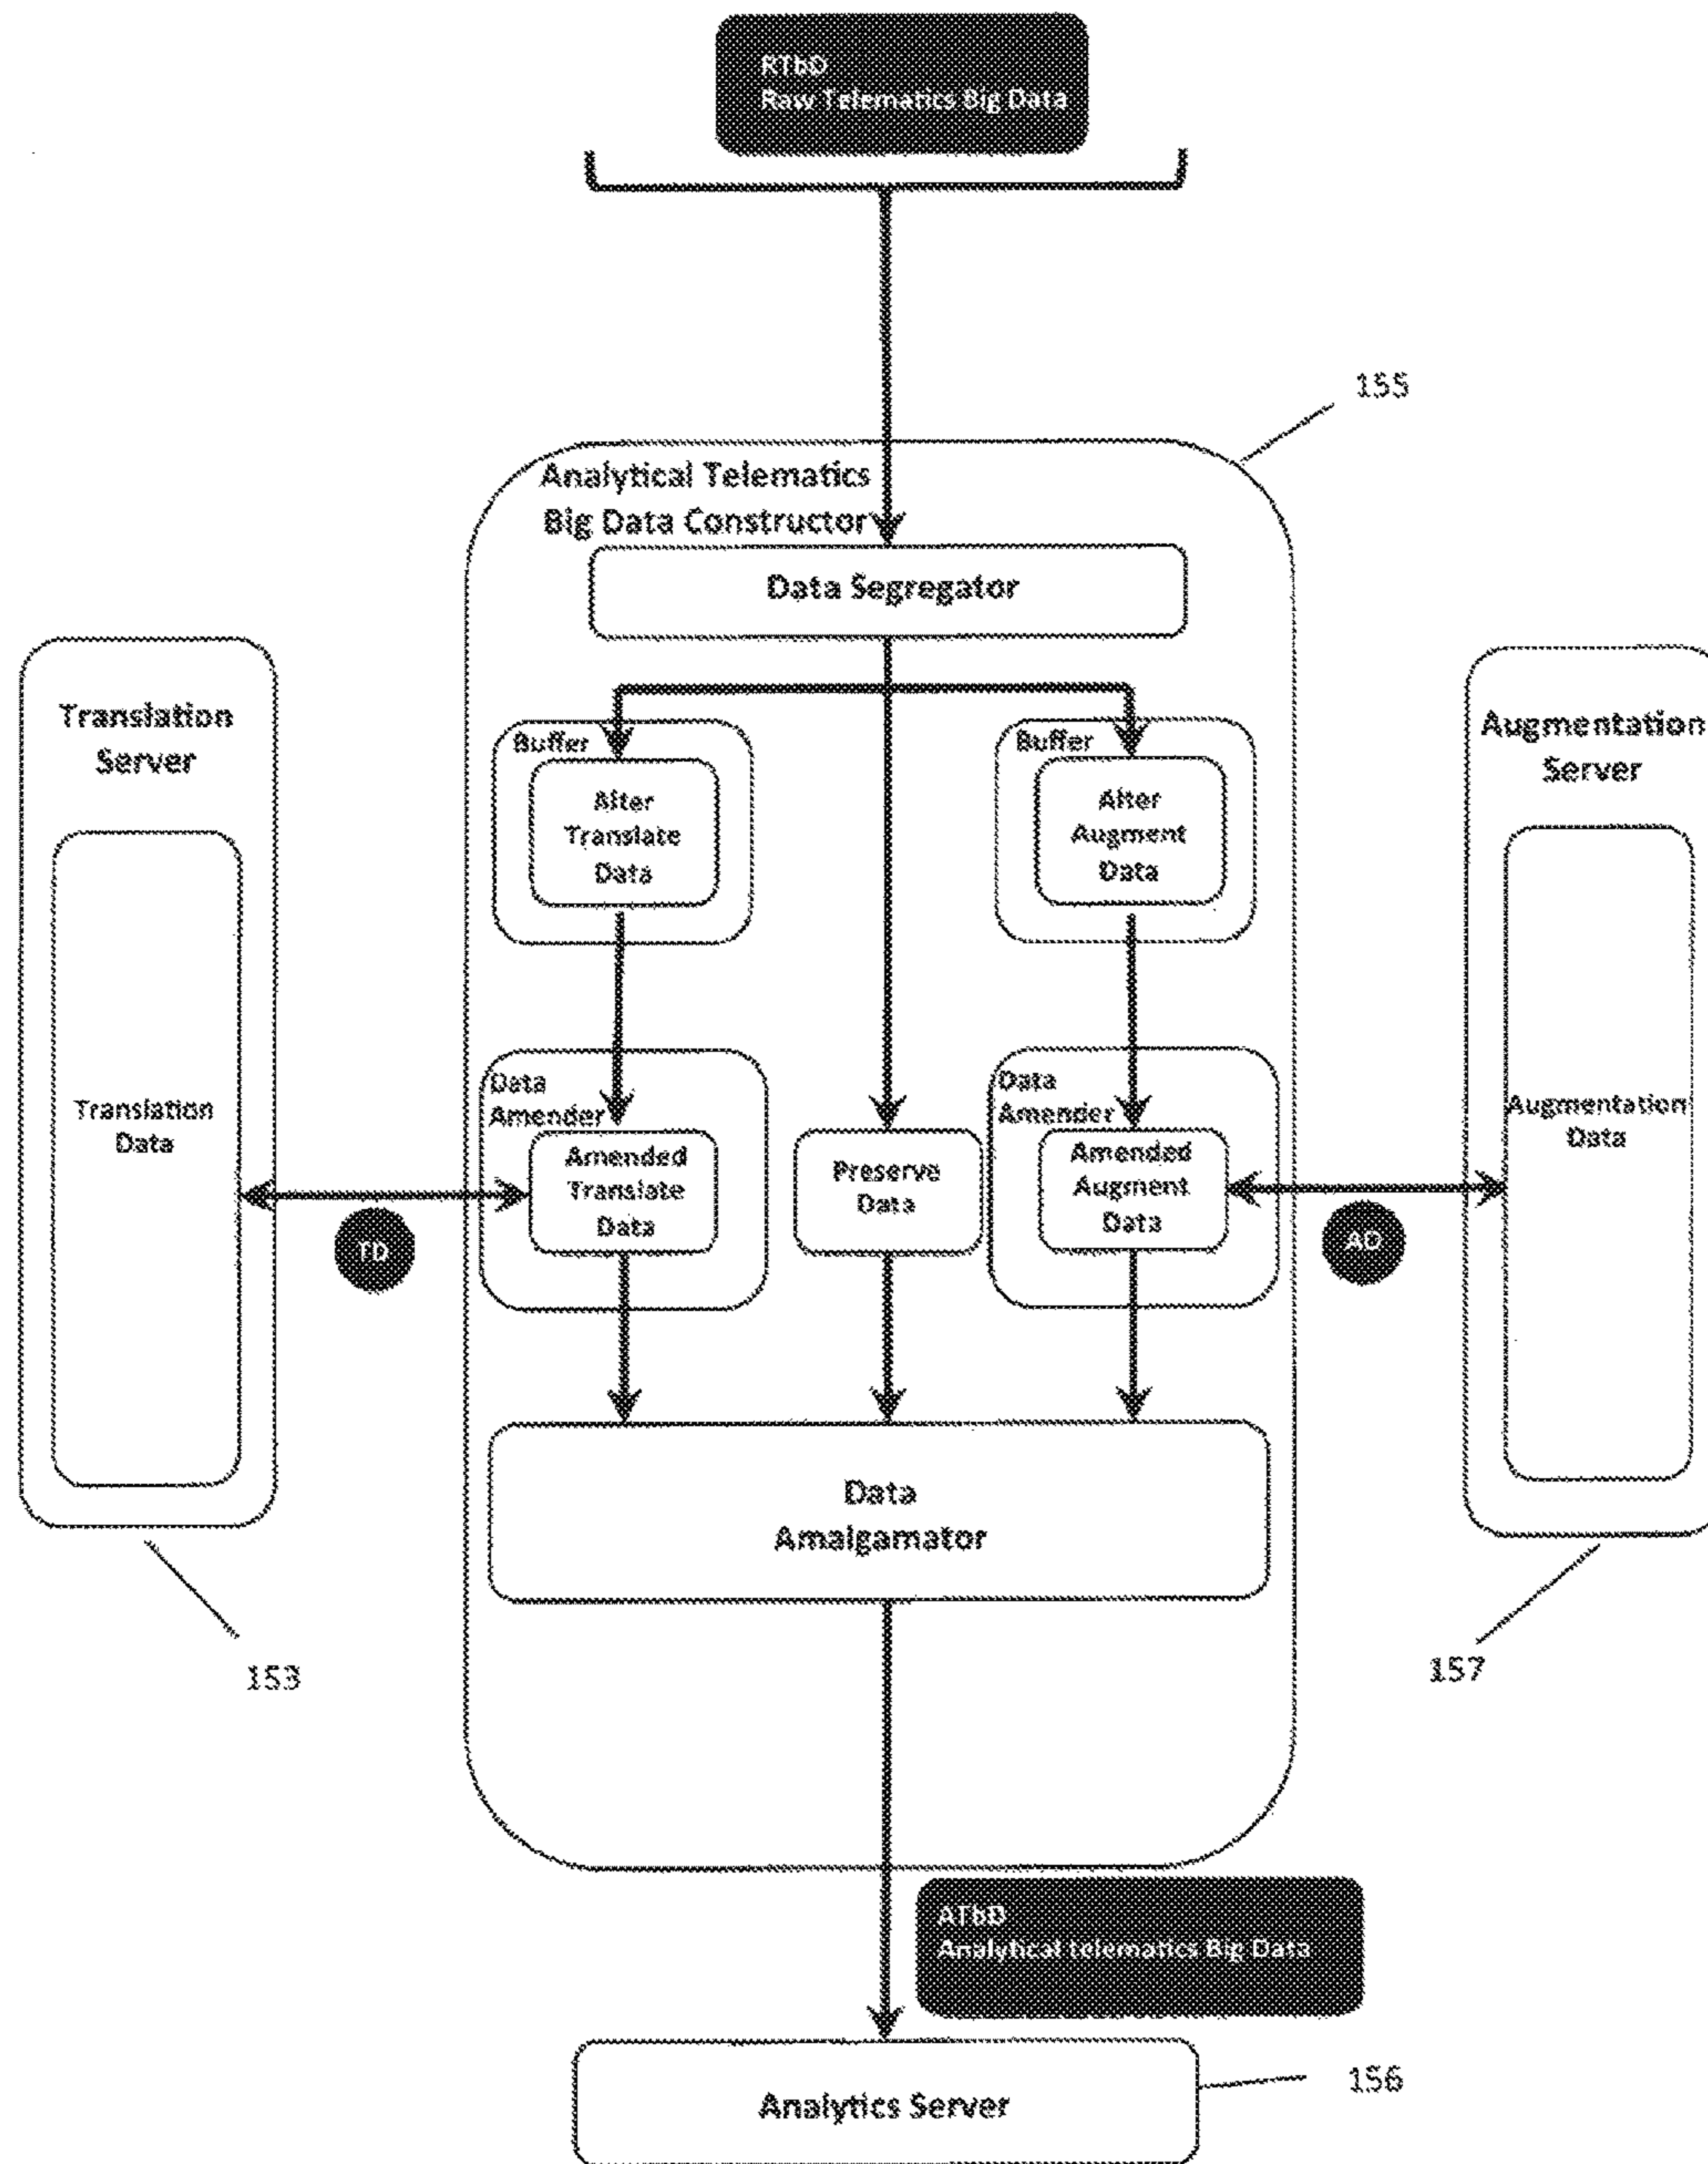 RTbD
Raw Telematics Big Data
155
Analytical Telematics
Big Data Constructor
Data Segregator
Translation
Server
Translation
Data
Buffer
Alter
Translate
Data
Buffer
Alter
Augment
Data
Augmentation
Server
Augmentation
Data
Data
Amender
Amended
Translate
Data
Preserve
Data
Data
Amender
Amended
Augment
Data
TD
AD
Data
Amalgamator
153
157
ATbD
Analytical telematics Big Data
Analytics Server
156